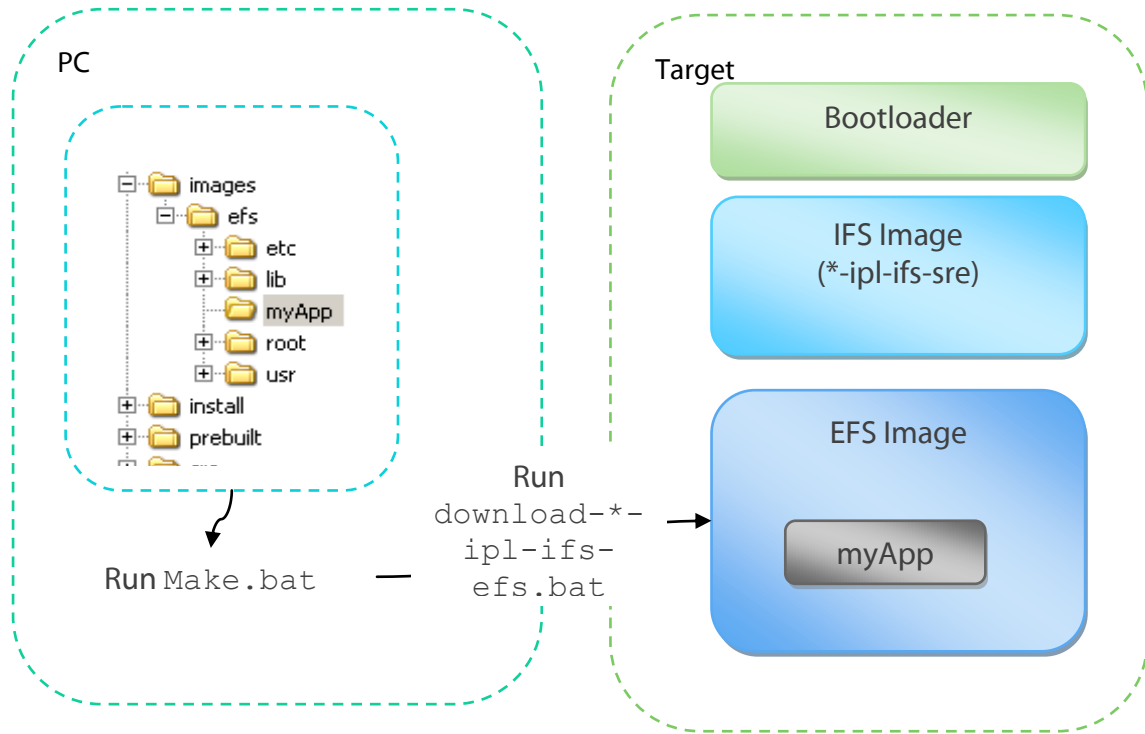 PC
images
efs
etc
lib
myApp
root
usr
install
prebuilt
Run Make.bat
Run
download-*-
ipl-ifs-
efs.bat
Target
Bootloader
IFS Image
(*-ipl-ifs-sre)
EFS Image
myApp